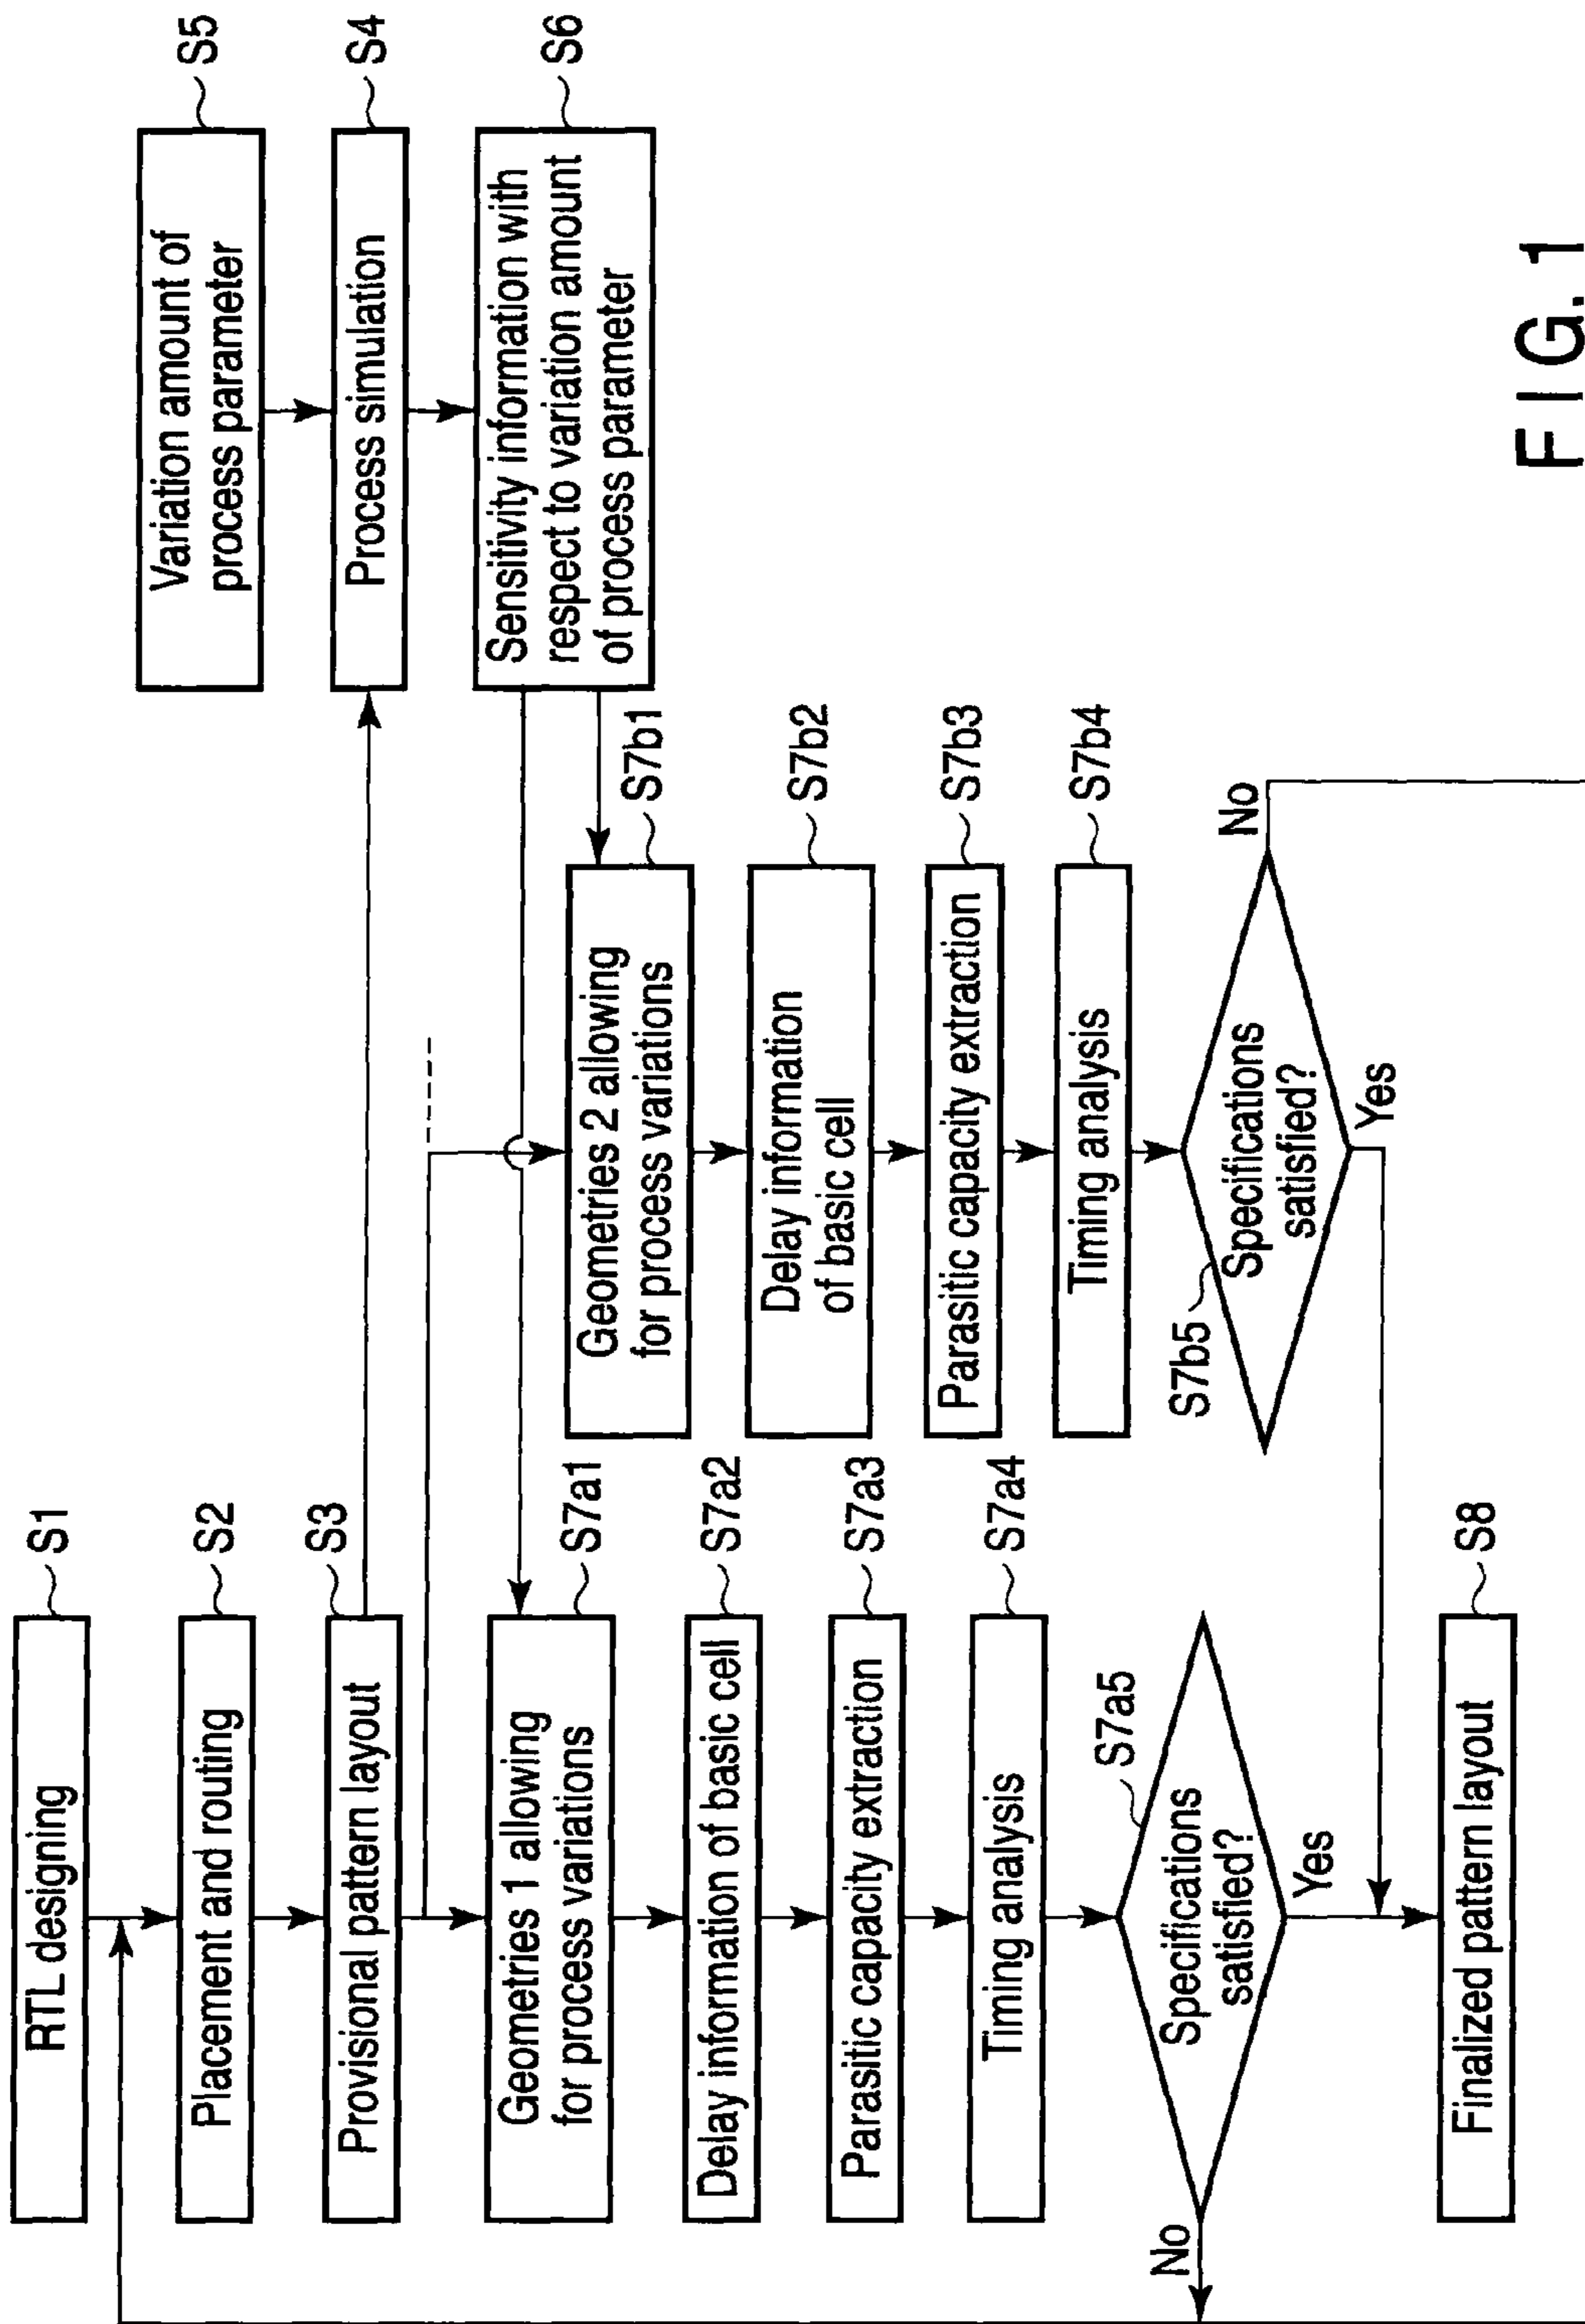 RTL designing
S1
Placement and routing
S2
Provisional pattern layout
S3
Variation amount of
process parameter
S5
Process simulation
S4
Sensitivity information with
respect to variation amount
of process parameter
S6
Geometries 1 allowing
for process variations
S7a1
Delay information of basic cell
S7a2
Parasitic capacity extraction
S7a3
Timing analysis
S7a4
Specifications
satisfied?
S7a5
No
Yes
Geometries 2 allowing
for process variations
S7b1
Delay information
of basic cell
S7b2
Parasitic capacity extraction
S7b3
Timing analysis
S7b4
S7b5
Specifications
satisfied?
No
Yes
Finalized pattern layout
S8
FIG. 1